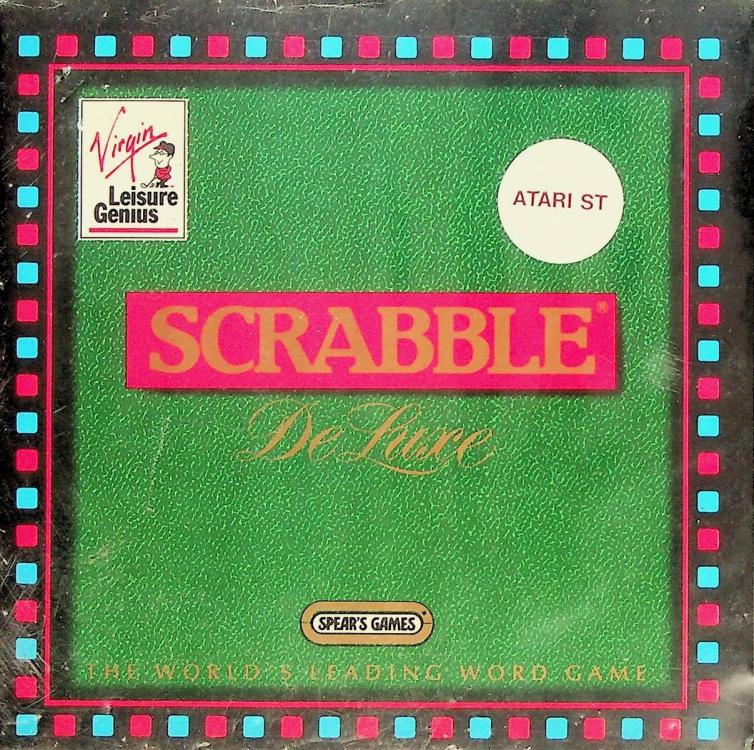 Virgin
Leisure
Genius
ATARI ST
SCRABBLE®
De Luxe
SPEAR'S GAMES
THE WORLD'S LEADING WORD GAME